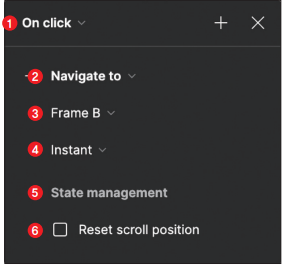 1 On click
2 Navigate to
3 Frame B
4 Instant
5 State management
6 Reset scroll position